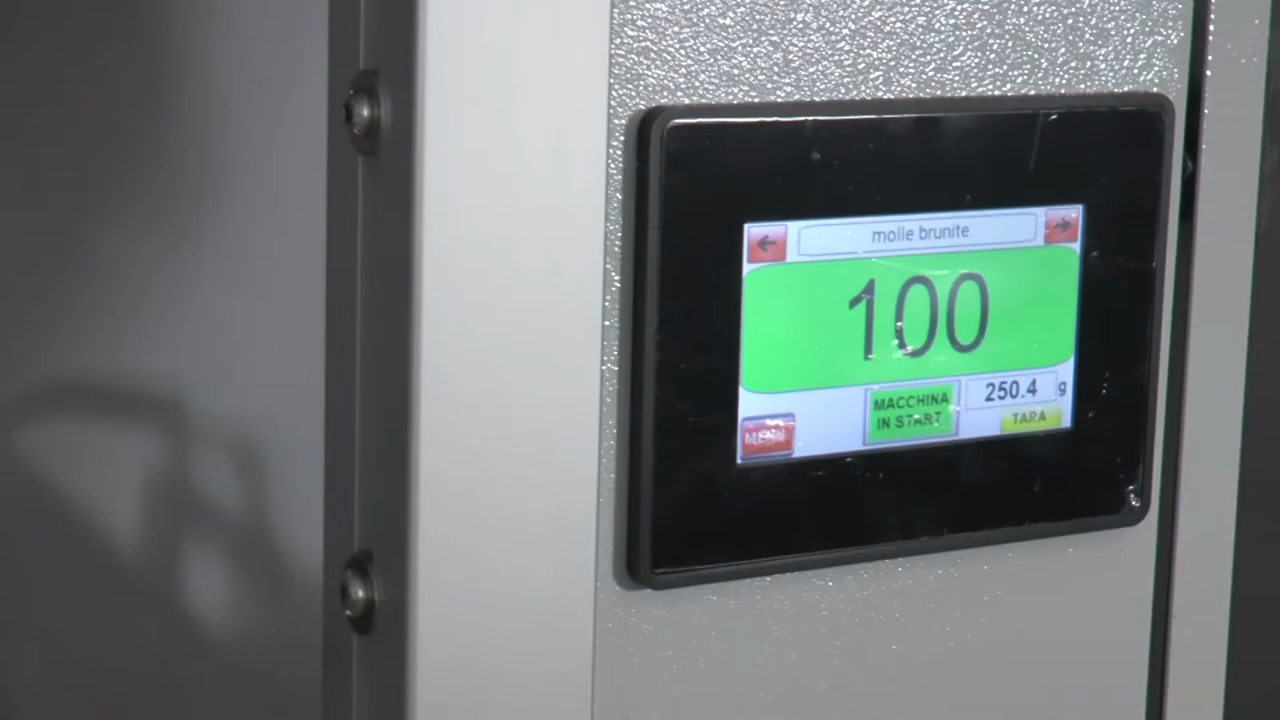 molle brunite
100
MACCHINA
IN START
250.4 g
TARA
MENU